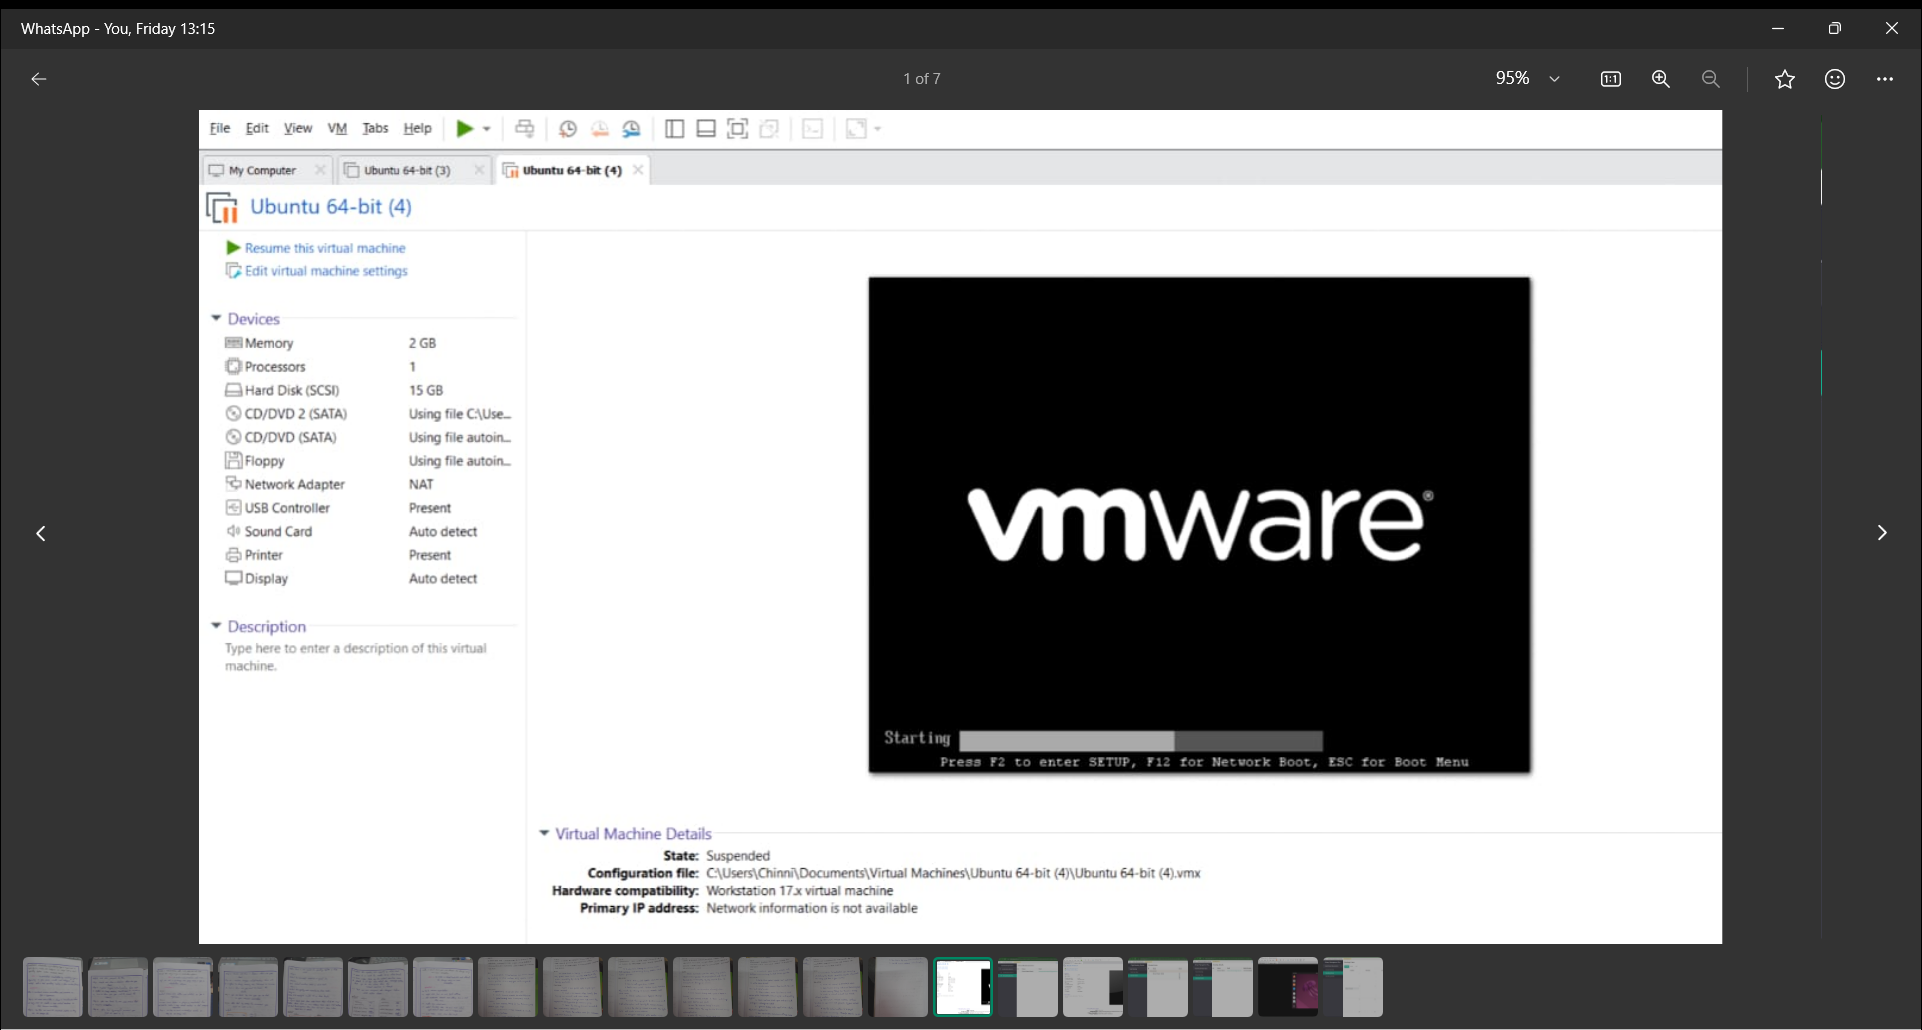 WhatsApp - You, Friday 13:15
1 of 7
95%
1:1
File Edit View VM Tabs Help
My Computer
Ubuntu 64-bit (3)
Ubuntu 64-bit (4)
Ubuntu 64-bit (4)
Resume this virtual machine
Edit virtual machine settings
Devices
Memory 2 GB
Processors 1
Hard Disk (SCSI) 15 GB
CD/DVD 2 (SATA) Using file C:\Use...
CD/DVD (SATA) Using file autoin...
Floppy Using file autoin...
Network Adapter NAT
USB Controller Present
Sound Card Auto detect
Printer Present
Display Auto detect
Description
Type here to enter a description of this virtual
machine.
vmware®
Starting
Press F2 to enter SETUP, F12 for Network Boot, ESC for Boot Menu
Virtual Machine Details
State: Suspended
Configuration file: C:\Users\Chinni\Documents\Virtual Machines\Ubuntu 64-bit (4)\Ubuntu 64-bit (4).vmx
Hardware compatibility: Workstation 17.x virtual machine
Primary IP address: Network information is not available